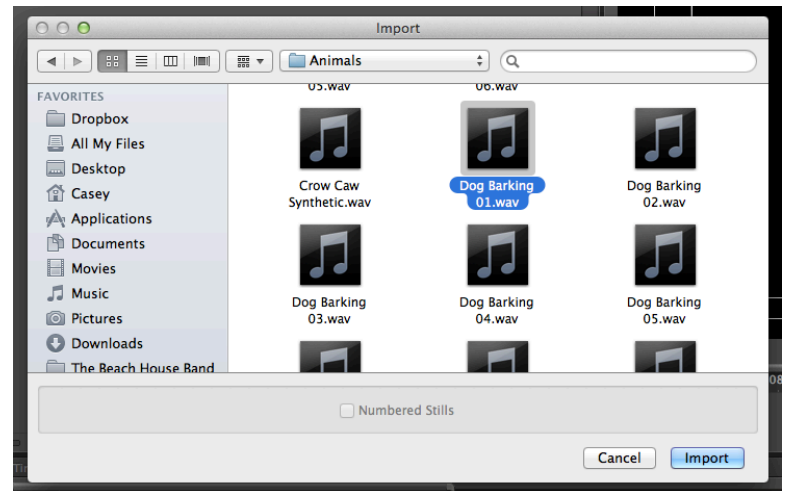 Import
Animals
FAVORITES
Dropbox
All My Files
Desktop
Casey
Applications
Documents
Movies
Music
Pictures
Downloads
The Beach House Band
05.wav
06.wav
Crow Caw
Synthetic.wav
Dog Barking
01.wav
Dog Barking
02.wav
Dog Barking
03.wav
Dog Barking
04.wav
Dog Barking
05.wav
Numbered Stills
Cancel
Import